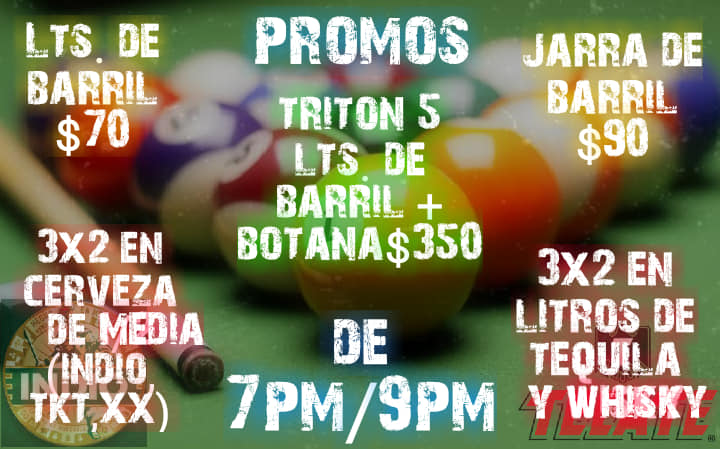 PROMOS
LTS. DE
BARRIL
$70
TRITON 5
LTS. DE
BARRIL +
BOTANA$350
JARRA DE
BARRIL
$90
3X2 EN
CERVEZA
DE MEDIA
(INDIO
TKT,XX)
DE
7PM/9PM
3X2 EN
LITROS DE
TEQUILA
Y WHISKY
INDIO
TECATE
®